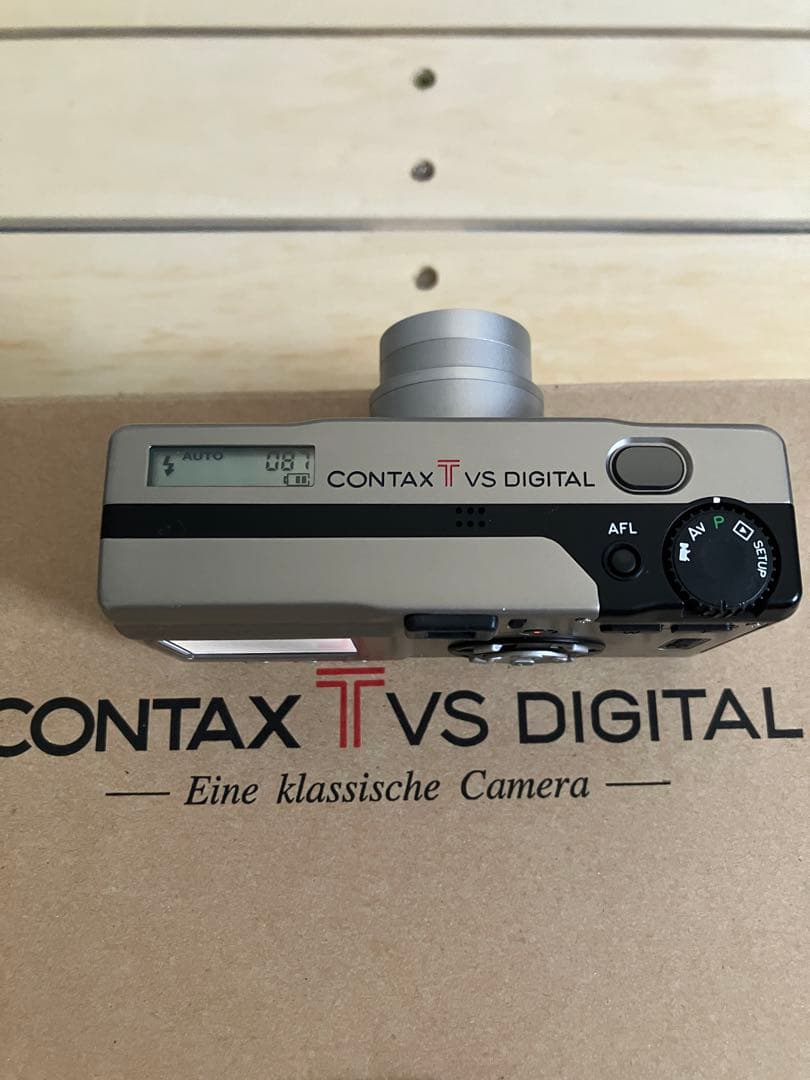 AUTO 087
CONTAX T VS DIGITAL
AFL
Av P SETUP
CONTAX T VS DIGITAL
Eine klassische Camera